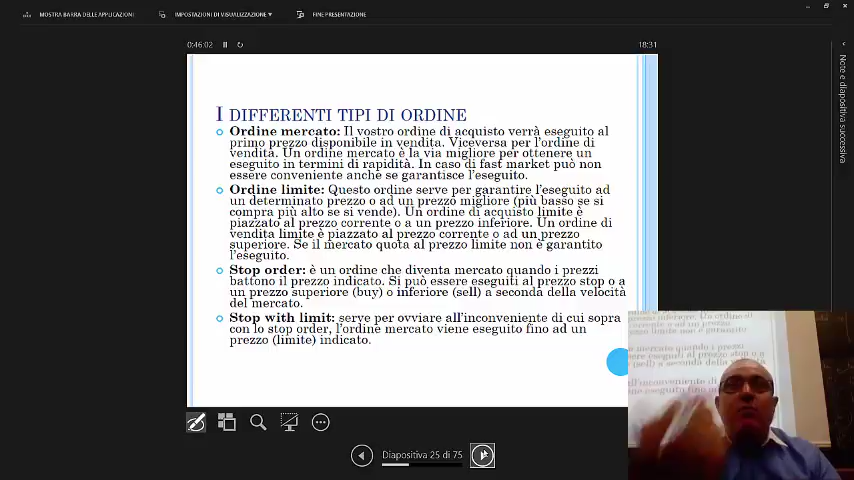 MOSTRA BARRA DELLE APPLICAZIONI
IMPOSTAZIONI DI VISUALIZZAZIONE ▼
FINE PRESENTAZIONE
0:46:02
18:31
I DIFFERENTI TIPI DI ORDINE
Ordine mercato: Il vostro ordine di acquisto verrà eseguito al
primo prezzo disponibile in vendita. Viceversa per l'ordine di
vendita. Un ordine mercato è la via migliore per ottenere un
eseguito in termini di rapidità. In caso di fast market può non
essere conveniente anche se garantisce l'eseguito.
Ordine limite: Questo ordine serve per garantire l'eseguito ad
un determinato prezzo o ad un prezzo migliore (più basso se si
compra più alto se si vende). Un ordine di acquisto limite è
piazzato al prezzo corrente o a un prezzo inferiore. Un ordine di
vendita limite è piazzato al prezzo corrente o ad un prezzo
superiore. Se il mercato quota al prezzo limite non è garantito
l'eseguito.
Stop order: è un ordine che diventa mercato quando i prezzi
battono il prezzo indicato. Si può essere eseguiti al prezzo stop o a
un prezzo superiore (buy) o inferiore (sell) a seconda della velocità
del mercato.
Stop with limit: serve per ovviare all'inconveniente di cui sopra
con lo stop order, l'ordine mercato viene eseguito fino ad un
prezzo (limite) indicato.
Diapositiva 25 di 75
Note e diapositiva successiva